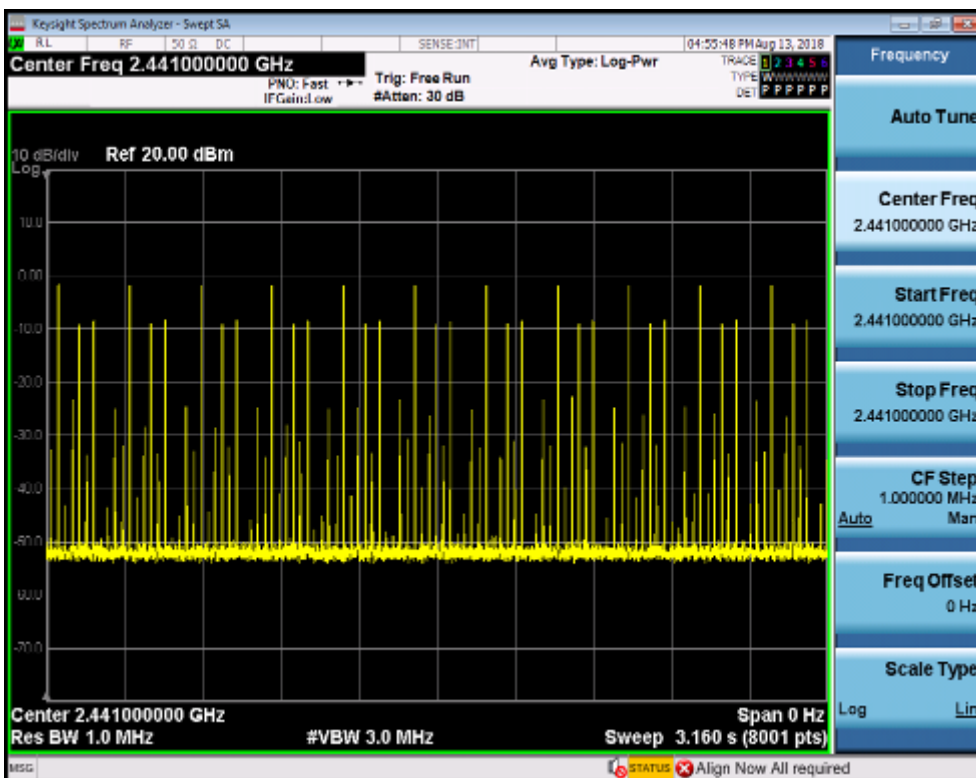 Keysight Spectrum Analyzer - Swept SA
RL RF 50 Ω DC SENSE:INT 04:55:48 PM Aug 13, 2018
Center Freq 2.441000000 GHz
Avg Type: Log-Pwr
TRACE 1 2 3 4 5 6
TYPE WWWWWW
DET P P P P P P
PNO: Fast
IFGain:Low
Trig: Free Run
#Atten: 30 dB
10 dB/div Ref 20.00 dBm
Log
10.0
0.00
-10.0
-20.0
-30.0
-40.0
-50.0
-60.0
-70.0
Center 2.441000000 GHz Span 0 Hz
Res BW 1.0 MHz #VBW 3.0 MHz Sweep 3.160 s (8001 pts)
MSG STATUS Align Now All required
Frequency
Auto Tune
Center Freq
2.441000000 GHz
Start Freq
2.441000000 GHz
Stop Freq
2.441000000 GHz
CF Step
1.000000 MHz
Auto Man
Freq Offset
0 Hz
Scale Type
Log Lin